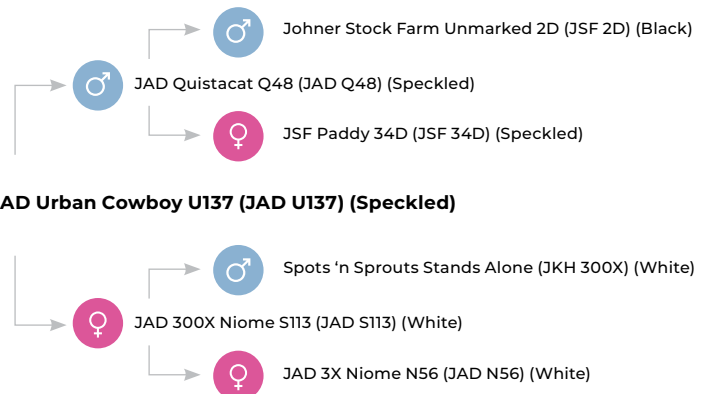 Johner Stock Farm Unmarked 2D (JSF 2D) (Black)
JAD Quistacat Q48 (JAD Q48) (Speckled)
JSF Paddy 34D (JSF 34D) (Speckled)
AD Urban Cowboy U137 (JAD U137) (Speckled)
Spots ‘n Sprouts Stands Alone (JKH 300X) (White)
JAD 300X Niome S113 (JAD S113) (White)
JAD 3X Niome N56 (JAD N56) (White)